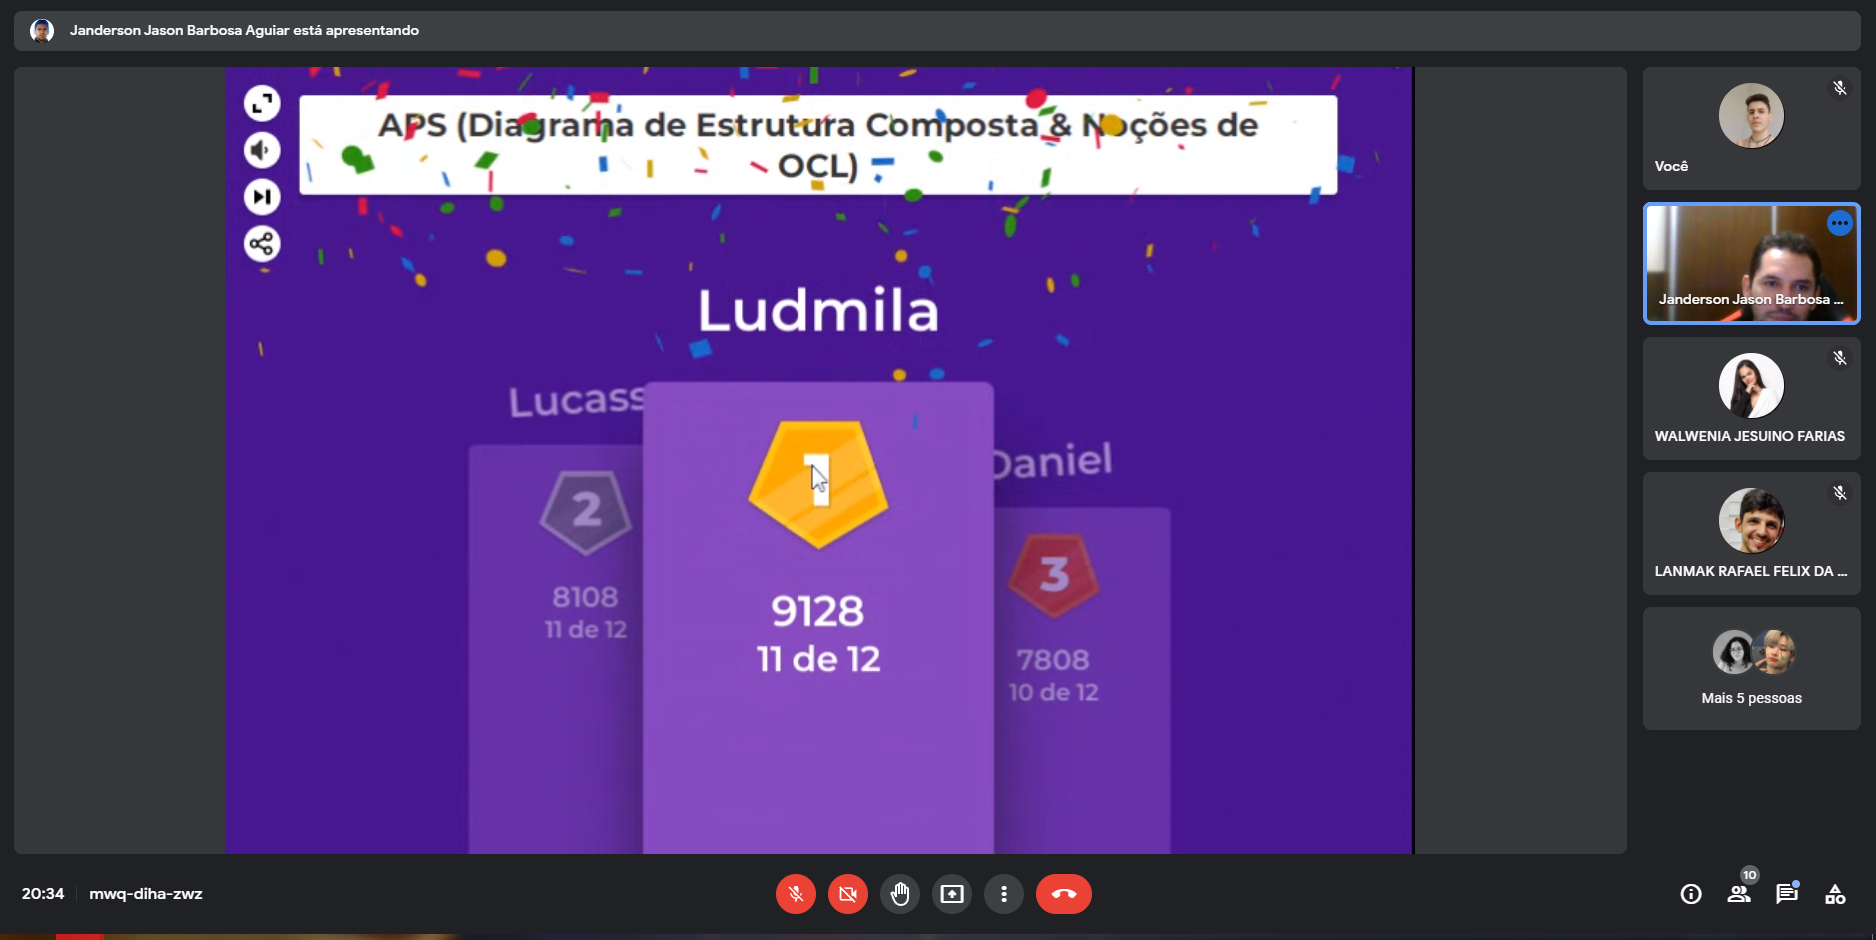 Janderson Jason Barbosa Aguiar está apresentando
APS (Diagrama de Estrutura Composta & Noções de
OCL)
Ludmila
Lucass
Daniel
1
2
3
9128
11 de 12
8108
11 de 12
7808
10 de 12
Você
Janderson Jason Barbosa ...
WALWENIA JESUINO FARIAS
LANMAK RAFAEL FELIX DA ...
Mais 5 pessoas
20:34
mwq-diha-zwz
10